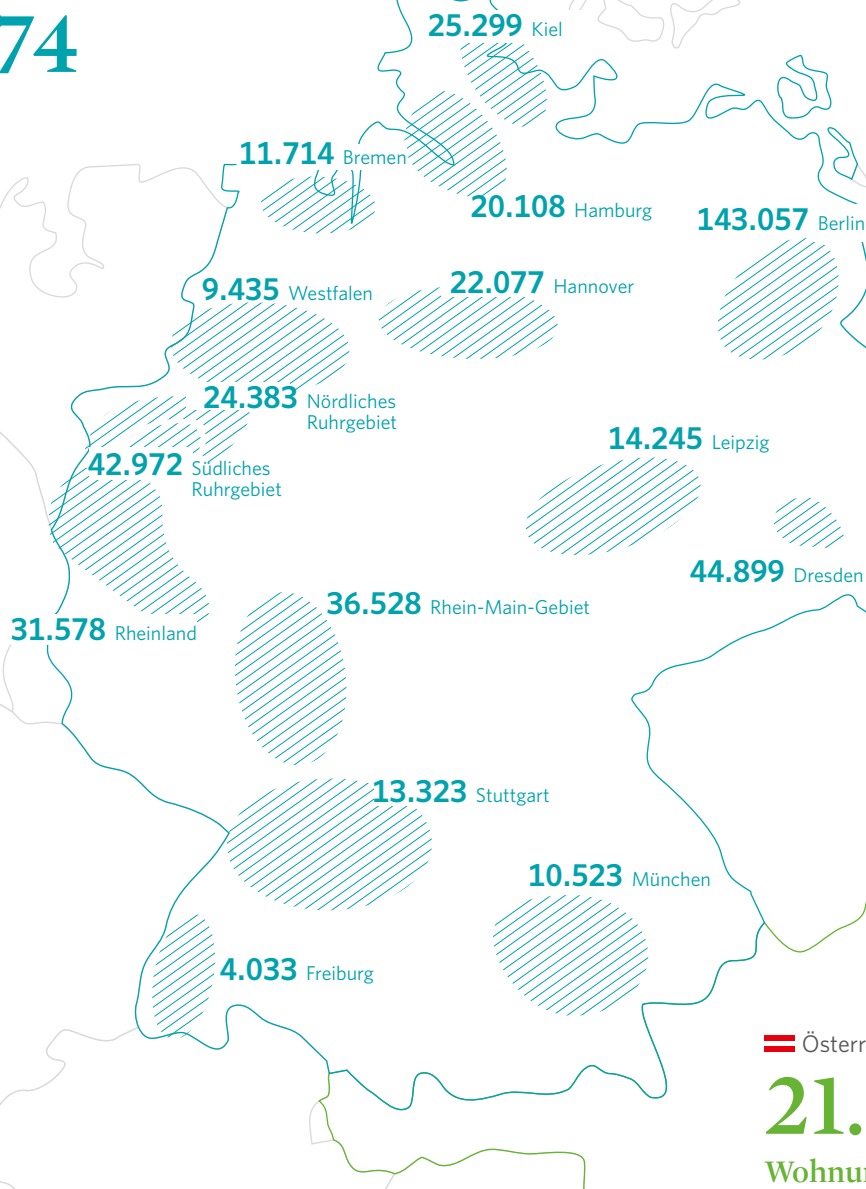 74
25.299 Kiel
11.714 Bremen
20.108 Hamburg
143.057 Berlin
9.435 Westfalen
22.077 Hannover
24.383 Nördliches
Ruhrgebiet
14.245 Leipzig
42.972 Südliches
Ruhrgebiet
44.899 Dresden
36.528 Rhein-Main-Gebiet
31.578 Rheinland
13.323 Stuttgart
10.523 München
4.033 Freiburg
Österr
21.
Wohnu